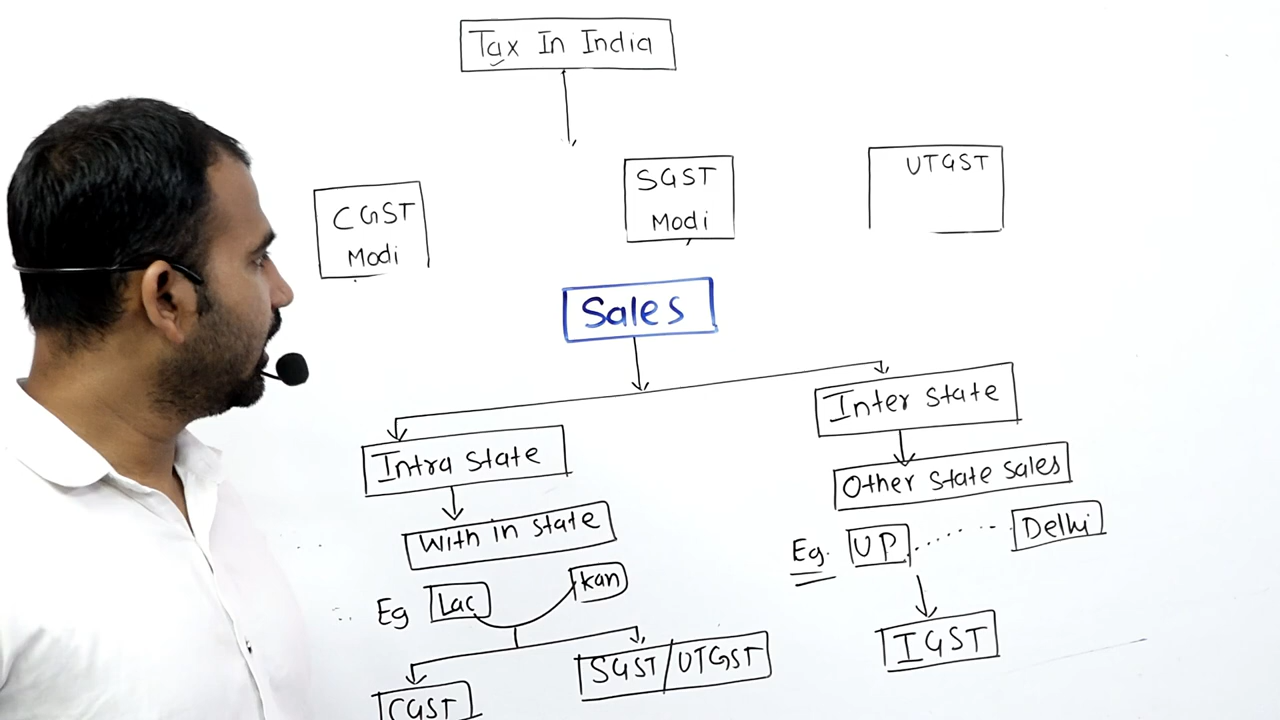 Tax In India
CGST
Modi
SGST
Modi
UTGST
Sales
Intra state
With in state
Eg Lac kan
CGST
SGST/UTGST
Inter state
Other state sales
Eg. UP ........ Delhi
IGST